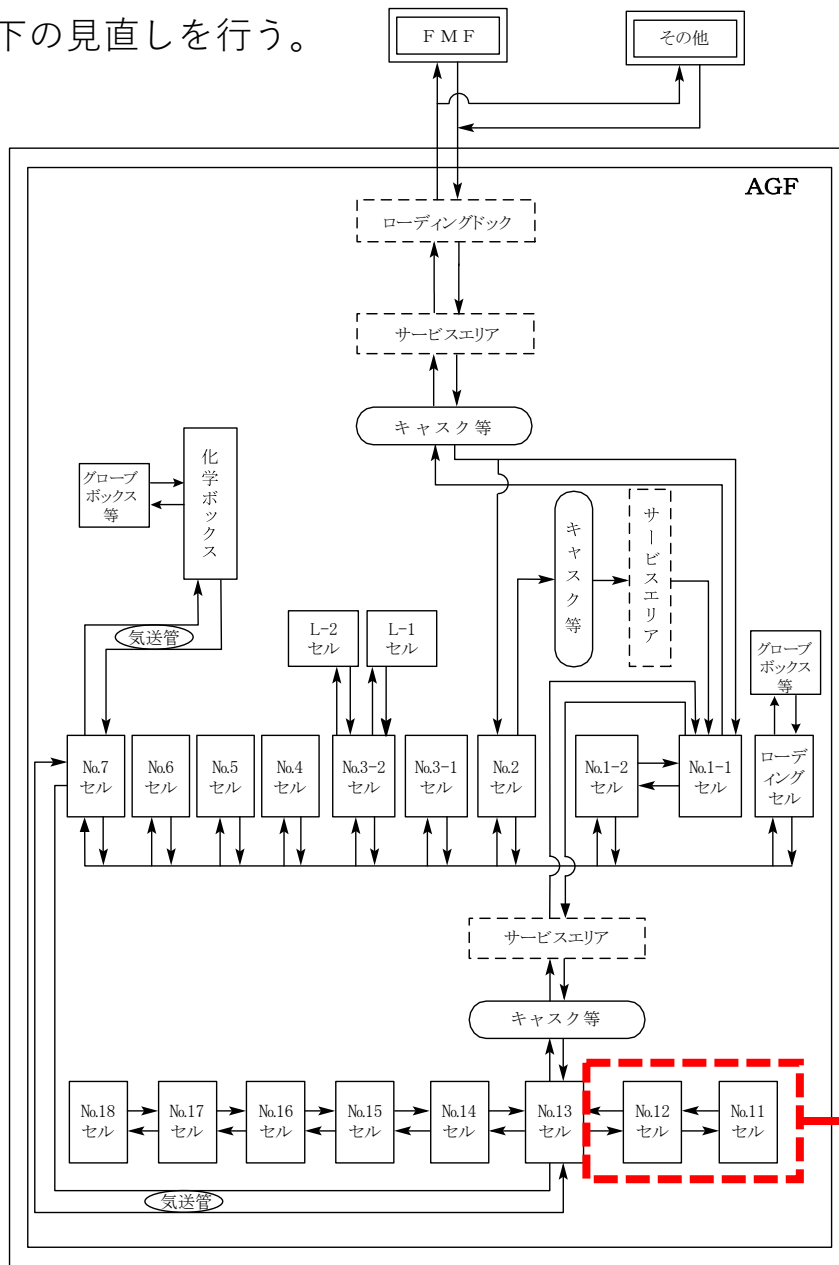 下の見直しを行う。
FMF
その他
AGF
ローディングドック
サービスエリア
キャスク等
グローブ
ボックス
等
化学ボックス
キャスク等
サービスエリア
気送管
L-2
セル
L-1
セル
グローブ
ボックス
等
No.7
セル
No.6
セル
No.5
セル
No.4
セル
No.3-2
セル
No.3-1
セル
No.2
セル
No.1-2
セル
No.1-1
セル
ローデ
ィング
セル
サービスエリア
キャスク等
No.18
セル
No.17
セル
No.16
セル
No.15
セル
No.14
セル
No.13
セル
No.12
セル
No.11
セル
気送管